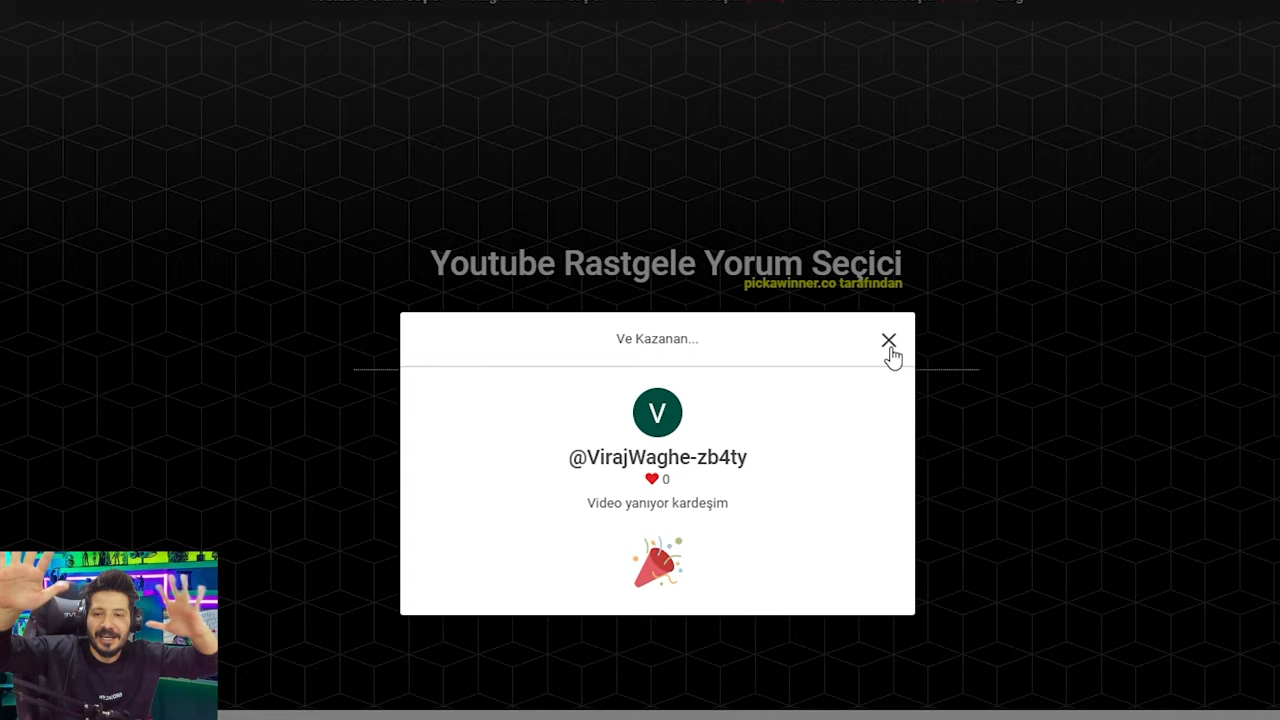 Youtube Rastgele Yorum Seçici
pickawinner.co tarafından
Ve Kazanan...
V
@VirajWaghe-zb4ty
0
Video yanıyor kardeşim